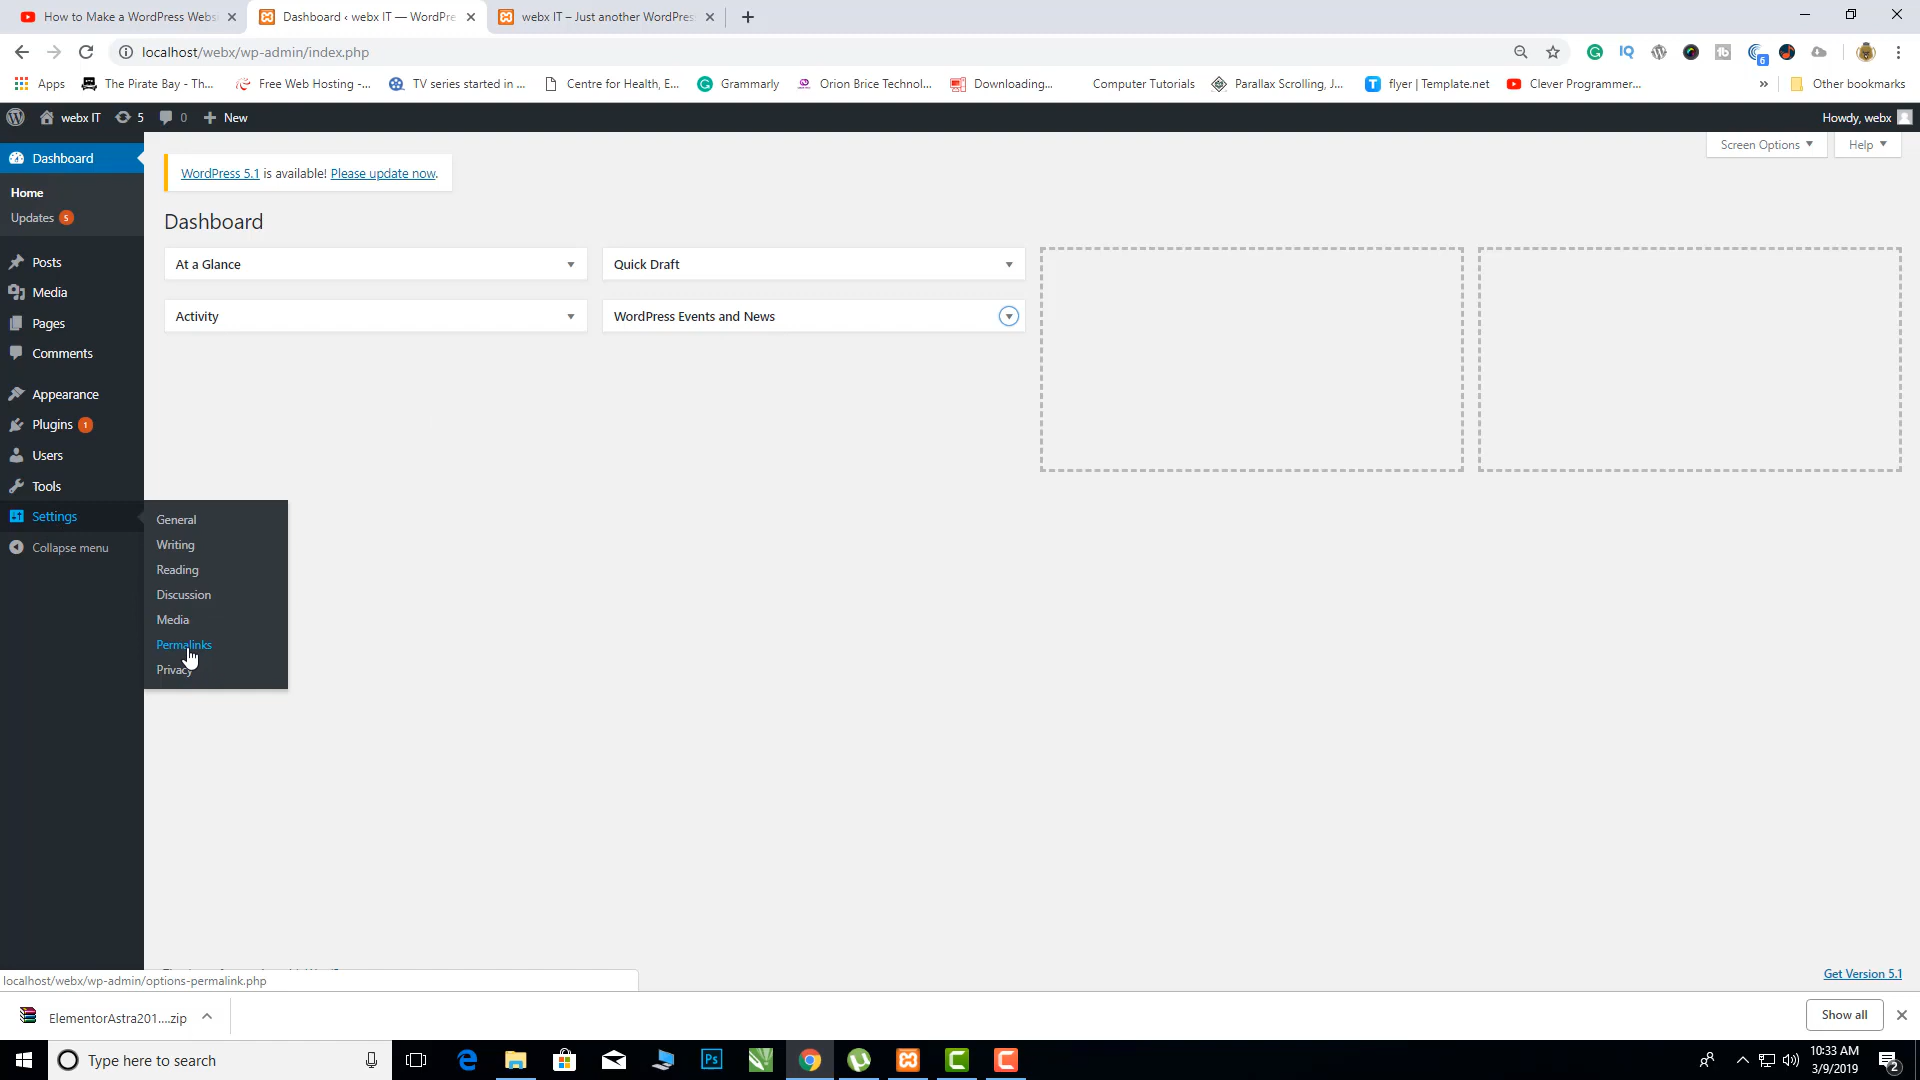 How to Make a WordPress Websi
Dashboard ‹ webx IT — WordPre
webx IT – Just another WordPres
localhost/webx/wp-admin/index.php
6
Apps
The Pirate Bay - Th...
Free Web Hosting -...
TV series started in ...
Centre for Health, E...
Grammarly
Orion Brice Technol...
Downloading...
Computer Tutorials
Parallax Scrolling, J...
flyer | Template.net
Clever Programmer...
»
Other bookmarks
webx IT
5
0
New
Howdy, webx
Screen Options
Help
Dashboard
Home
Updates 5
Posts
Media
Pages
Comments
Appearance
Plugins 1
Users
Tools
Settings
Collapse menu
WordPress 5.1 is available! Please update now.
Dashboard
At a Glance
Quick Draft
Activity
WordPress Events and News
General
Writing
Reading
Discussion
Media
Permalinks
Privacy
Get Version 5.1
localhost/webx/wp-admin/options-permalink.php
ElementorAstra201....zip
Show all
Type here to search
Ps
10:33 AM
3/9/2019
2